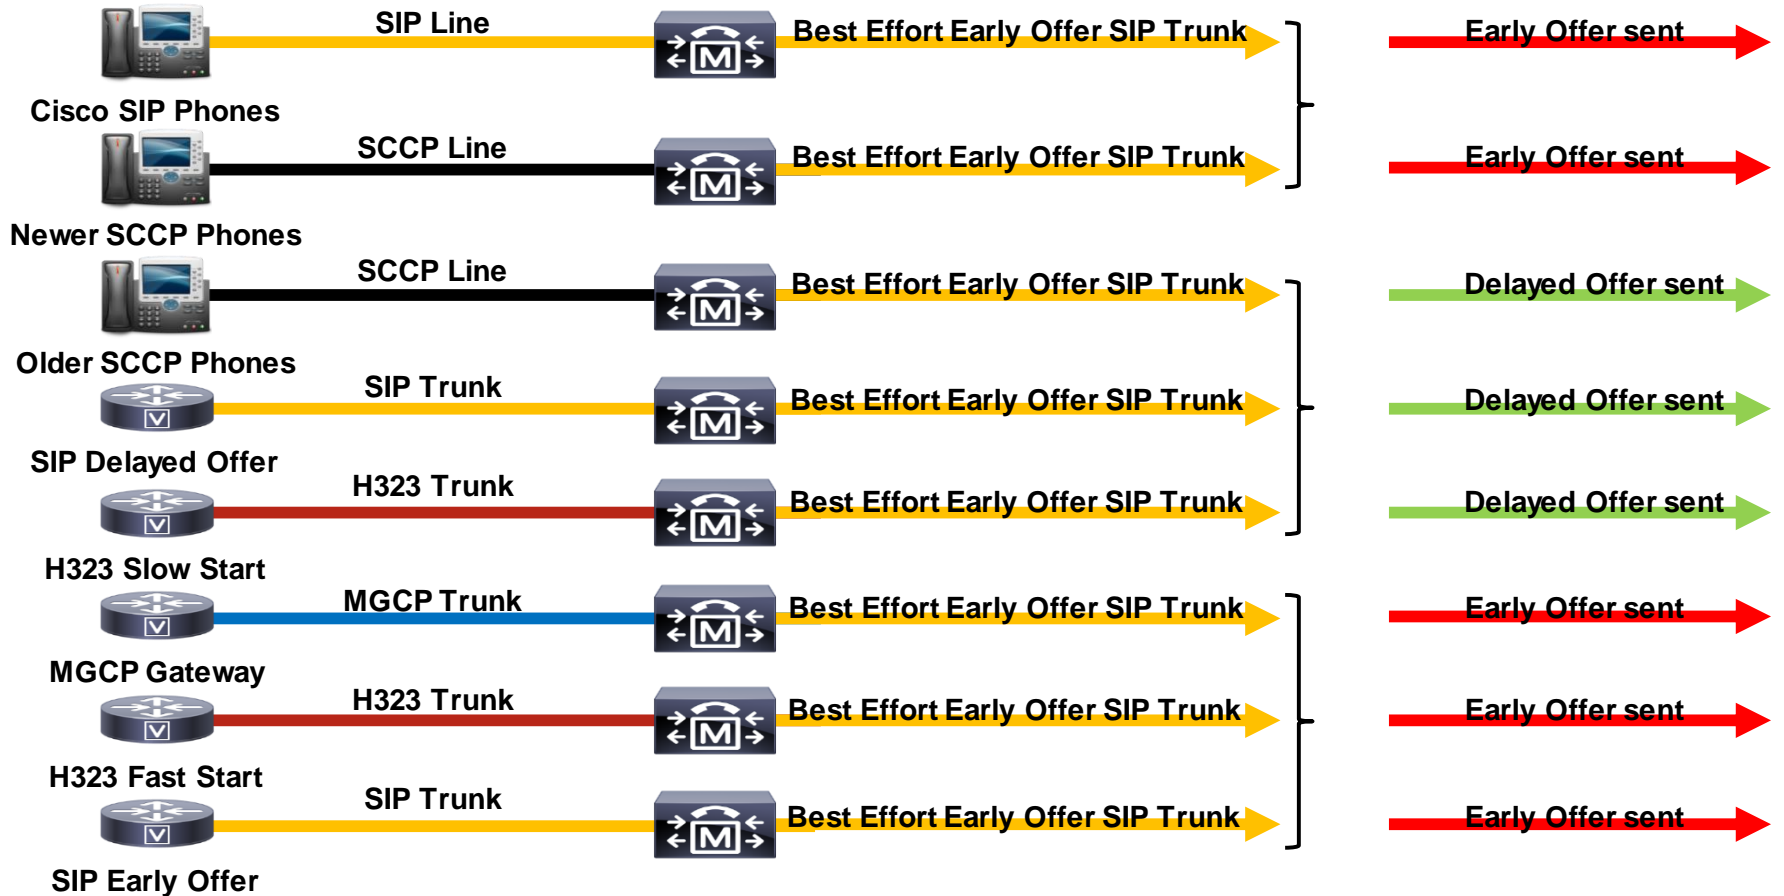 SIP Line
Best Effort Early Offer SIP Trunk
Early Offer sent
M
Cisco SIP Phones
SCCP Line
Best Effort Early Offer SIP Trunk
Early Offer sent
M
Newer SCCP Phones
SCCP Line
Best Effort Early Offer SIP Trunk
Delayed Offer sent
M
Older SCCP Phones
SIP Trunk
Best Effort Early Offer SIP Trunk
Delayed Offer sent
V
M
SIP Delayed Offer
H323 Trunk
Best Effort Early Offer SIP Trunk
Delayed Offer sent
V
M
H323 Slow Start
MGCP Trunk
Best Effort Early Offer SIP Trunk
Early Offer sent
V
M
MGCP Gateway
H323 Trunk
Best Effort Early Offer SIP Trunk
Early Offer sent
V
M
H323 Fast Start
SIP Trunk
Best Effort Early Offer SIP Trunk
Early Offer sent
V
M
SIP Early Offer